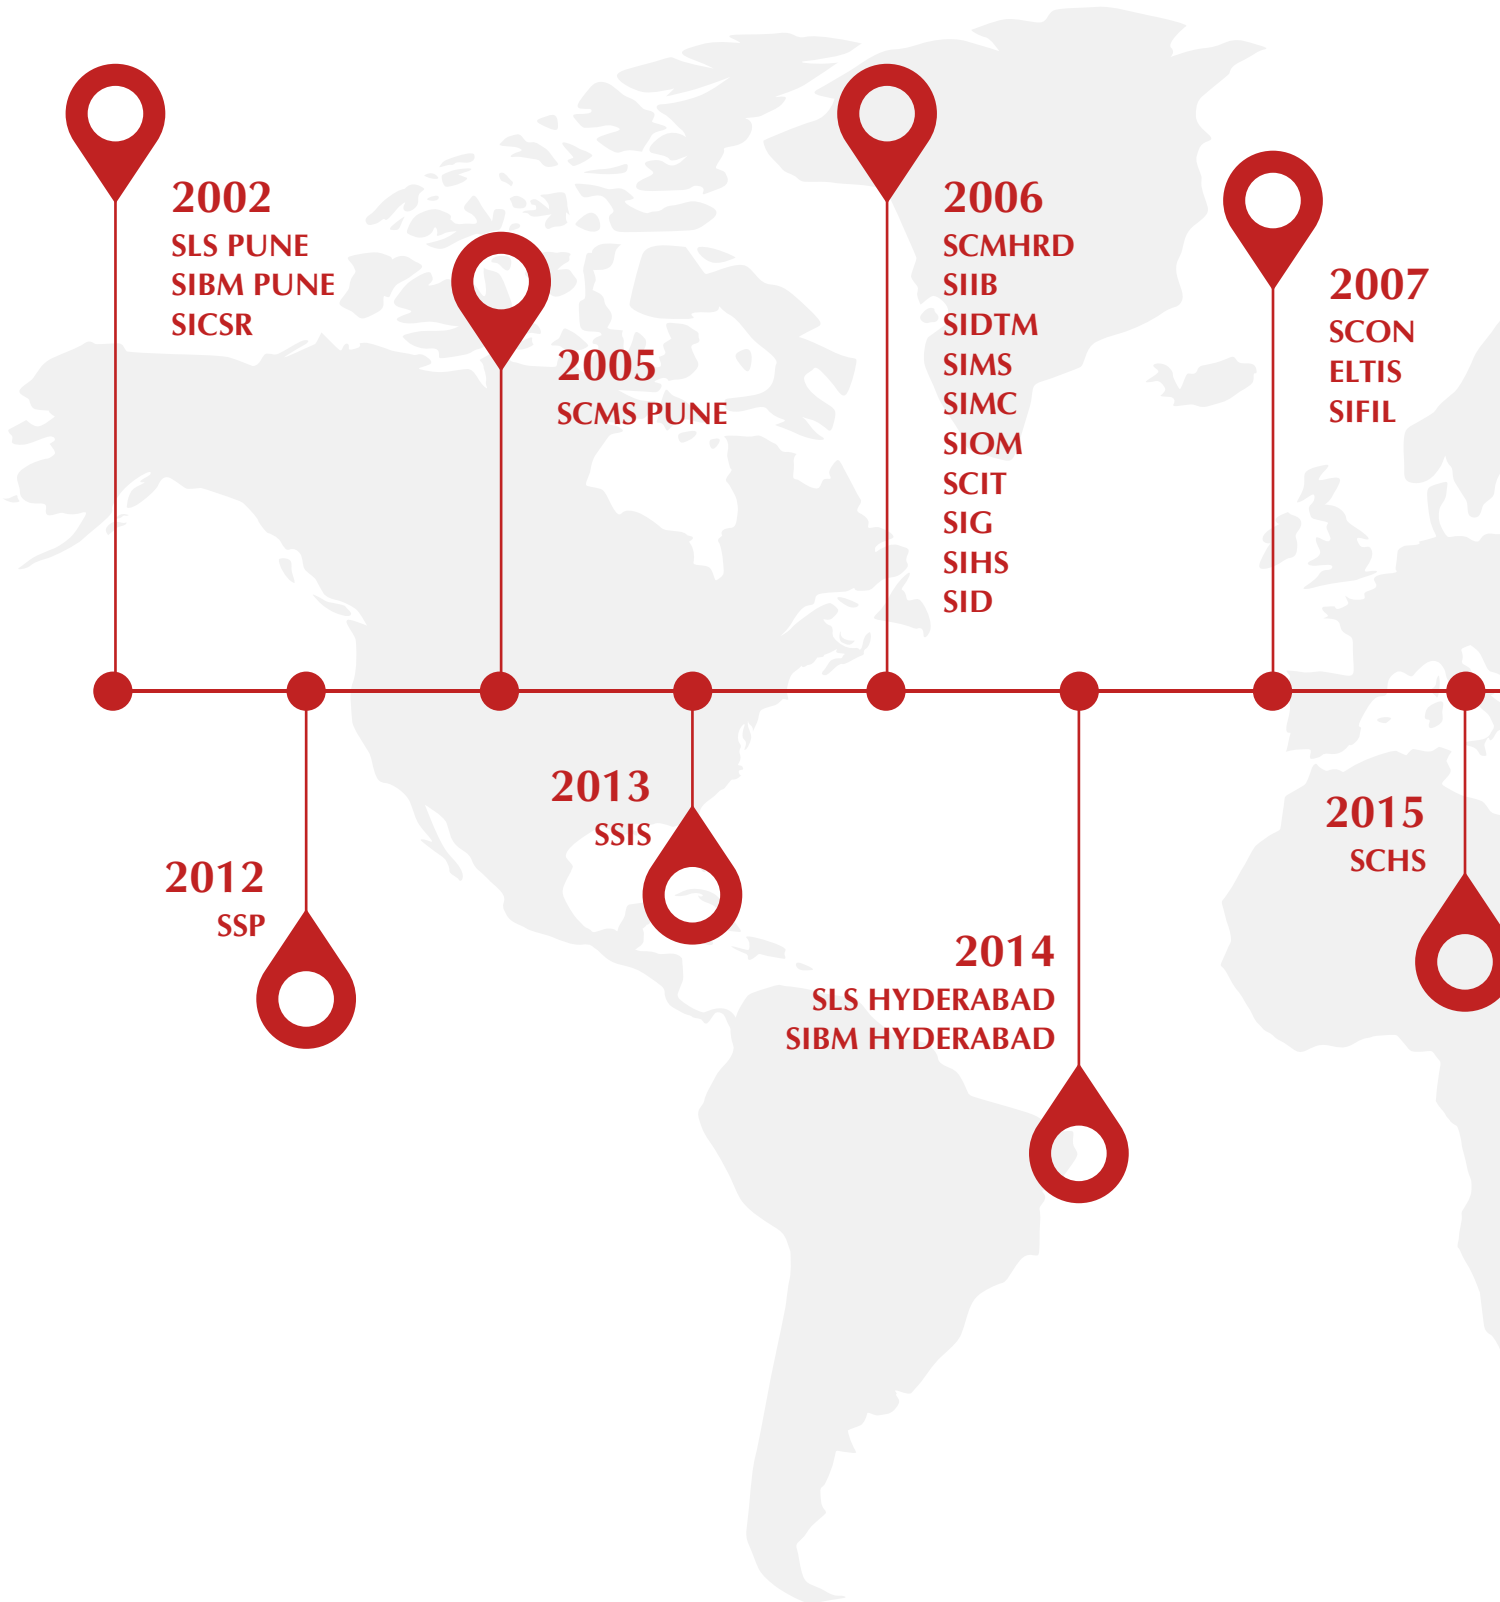 2002
SLS PUNE
SIBM PUNE
SICSR
2005
SCMS PUNE
2006
SCMHRD
SIIB
SIDTM
SIMS
SIMC
SIOM
SCIT
SIG
SIHS
SID
2007
SCON
ELTIS
SIFIL
2012
SSP
2013
SSIS
2014
SLS HYDERABAD
SIBM HYDERABAD
2015
SCHS